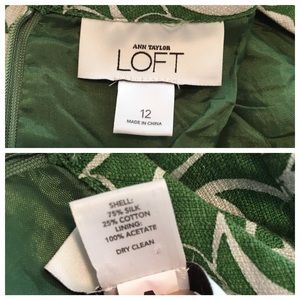 ANN TAYLOR
LOFT
12
MADE IN CHINA
SHELL:
75% SILK
25% COTTON
LINING:
100% ACETATE
DRY CLEAN